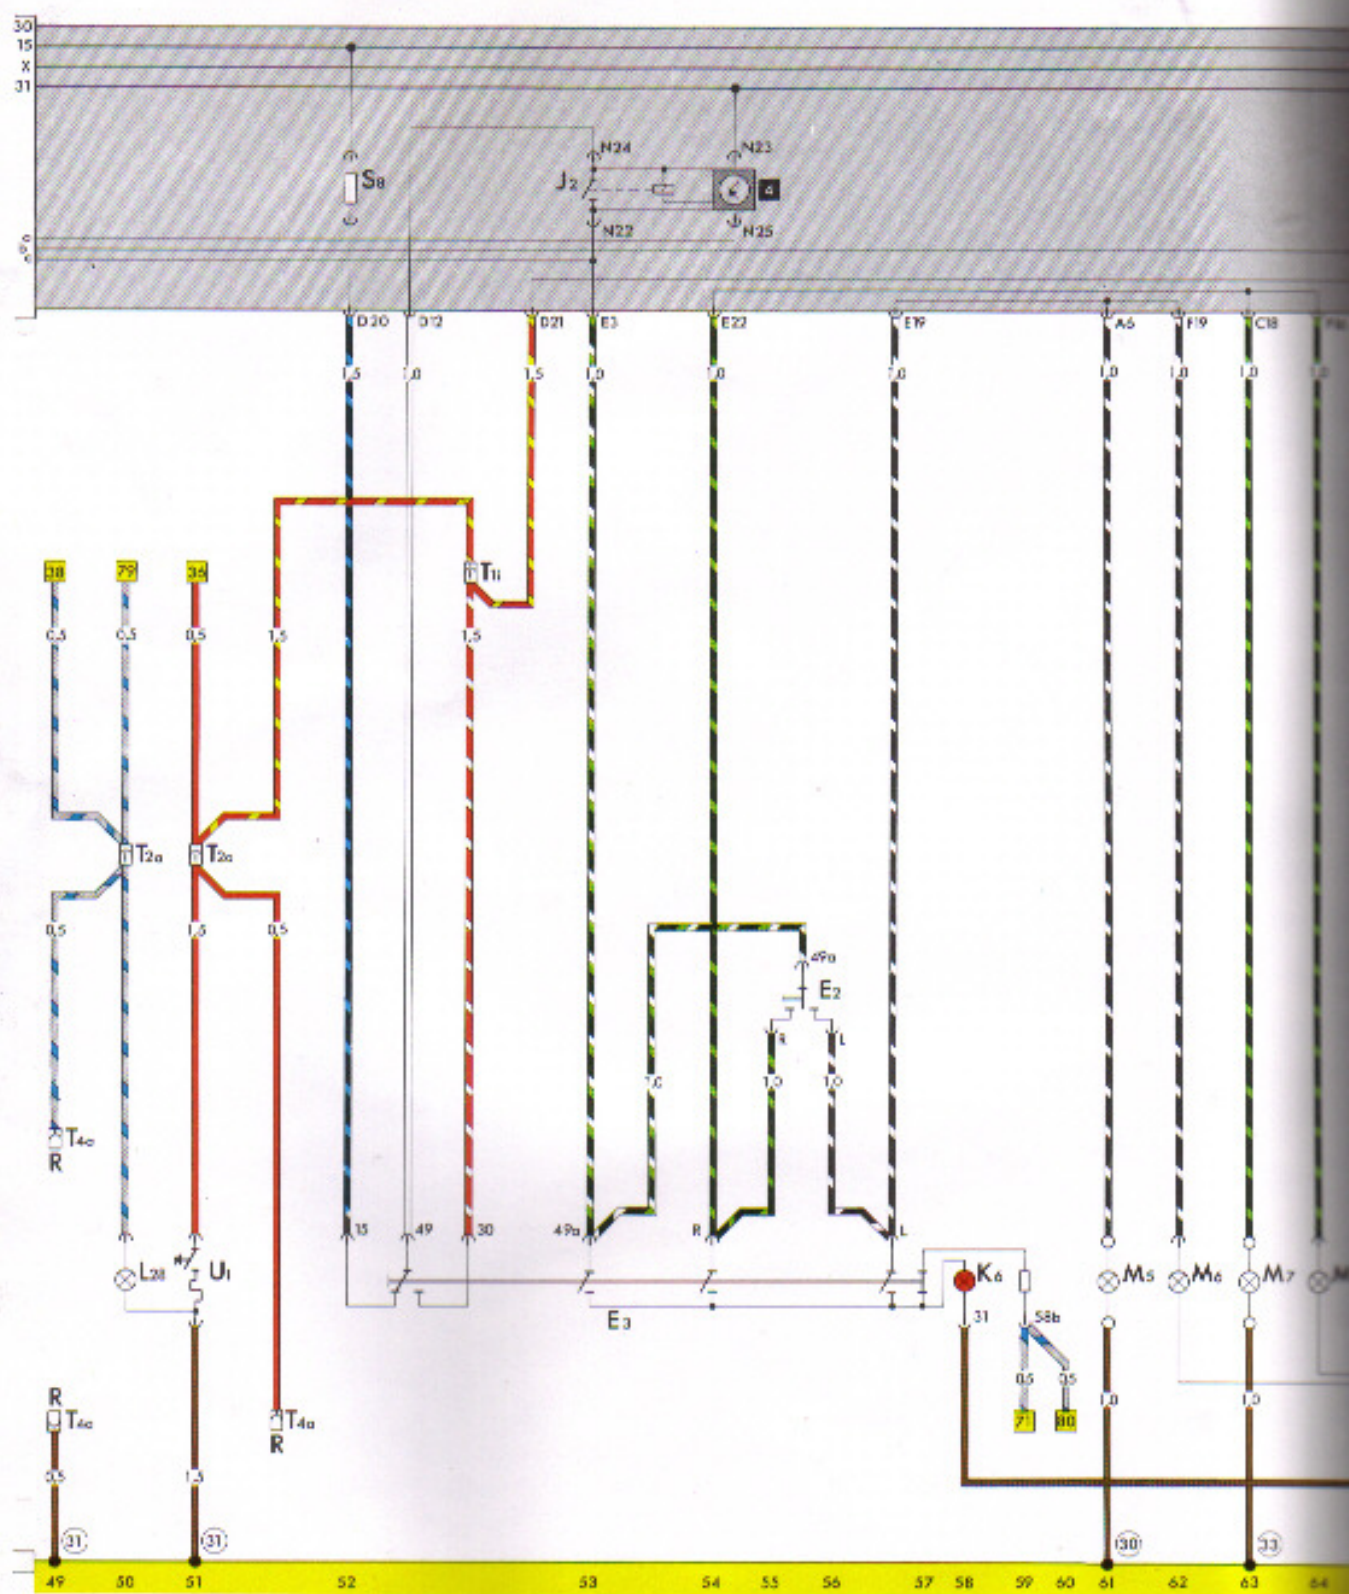 30
15
X
31
N24 N23
S8 J2 4
N22 N25
D20 D12 D21 E3 E22 E19 A6 F19 C18
1,5 1,0 1,5 1,0 1,0 1,0 1,0 1,0 1,0 1,0
38 79 36 T1i
0,5 0,5 0,5 1,5 1,5
T2a T2a
0,5 1,5 0,5
49a
E2
R L
1,0 1,0 1,0
T4a
R
15 49 30 49a R L
L28 U1 K6 M5 M6 M7 M
E3 31 58b
0,5 0,5
R 1,0 1,0
T4a T4a 71 80
R
0,5 1,5
31 31 30 33
49 50 51 52 53 54 55 56 57 58 59 60 61 62 63 64